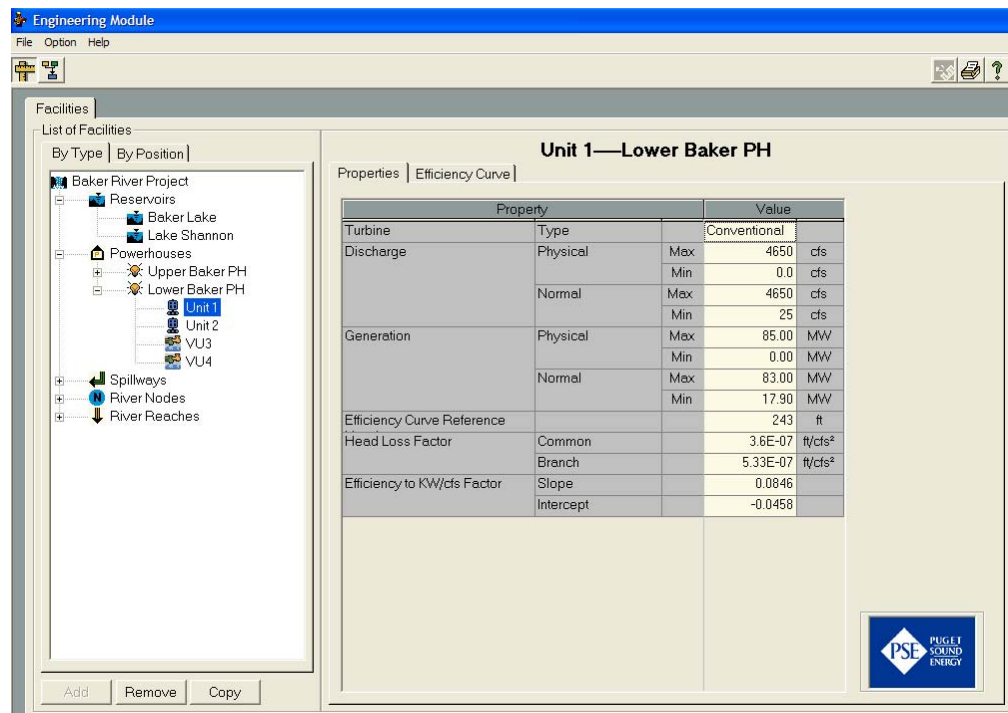 Engineering Module
File Option Help
Facilities
List of Facilities
By Type By Position
Baker River Project
Reservoirs
Baker Lake
Lake Shannon
Powerhouses
Upper Baker PH
Lower Baker PH
Unit 1
Unit 2
VU3
VU4
Spillways
N River Nodes
River Reaches
Add Remove Copy
Unit 1—Lower Baker PH
Properties Efficiency Curve
Property Value
Turbine Type Conventional
Discharge Physical Max 4650 cfs
Min 0.0 cfs
Normal Max 4650 cfs
Min 25 cfs
Generation Physical Max 85.00 MW
Min 0.00 MW
Normal Max 83.00 MW
Min 17.90 MW
Efficiency Curve Reference 243 ft
Head Loss Factor Common 3.6E-07 ft/cfs²
Branch 5.33E-07 ft/cfs²
Efficiency to KW/cfs Factor Slope 0.0846
Intercept -0.0458
PSE PUGET
SOUND
ENERGY